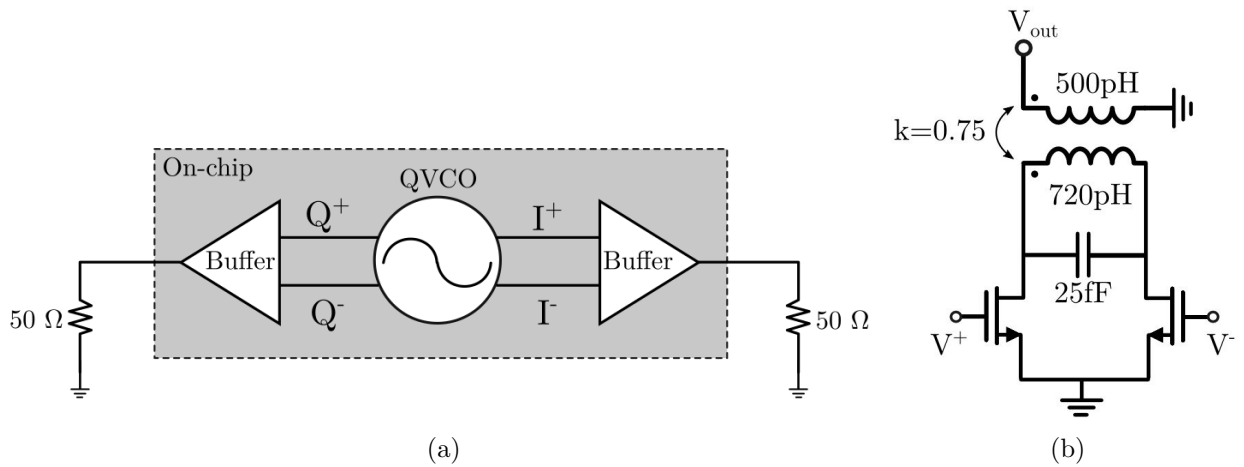 On-chip
QVCO
Q+
Q-
I+
I-
Buffer
Buffer
50 Ω
50 Ω
(a)
Vout
500pH
k=0.75
720pH
25fF
V+
V-
(b)